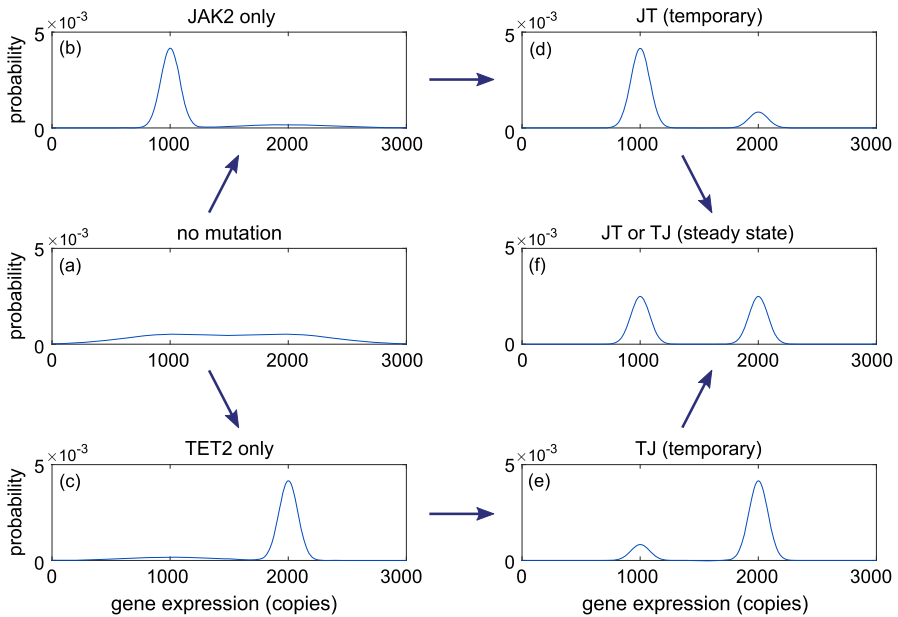 JAK2 only
5 ×10⁻³
(b)
probability
0
0 1000 2000 3000
JT (temporary)
5 ×10⁻³
(d)
0
0 1000 2000 3000
no mutation
5 ×10⁻³
(a)
probability
0
0 1000 2000 3000
JT or TJ (steady state)
5 ×10⁻³
(f)
0
0 1000 2000 3000
TET2 only
5 ×10⁻³
(c)
probability
0
0 1000 2000 3000
gene expression (copies)
TJ (temporary)
5 ×10⁻³
(e)
0
0 1000 2000 3000
gene expression (copies)